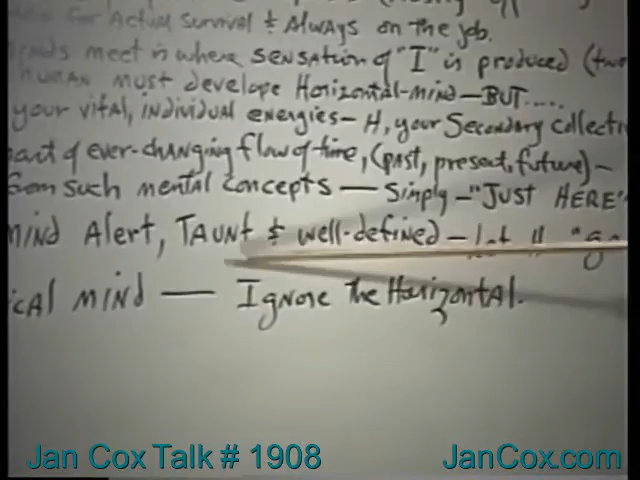 for Actual Survival & Always on the job.
minds meet is where sensation of "I" is produced (two
human must develope Horizontal-mind — BUT.....
your vital, individual energies — H, your Secondary collecti
part of ever-changing flow of time, (past, present, future) —
from such mental concepts — Simply — "JUST HERE"
mind Alert, TAUNt & well-defined —
ical mind — Ignore the Horizontal.
Jan Cox Talk # 1908
JanCox.com